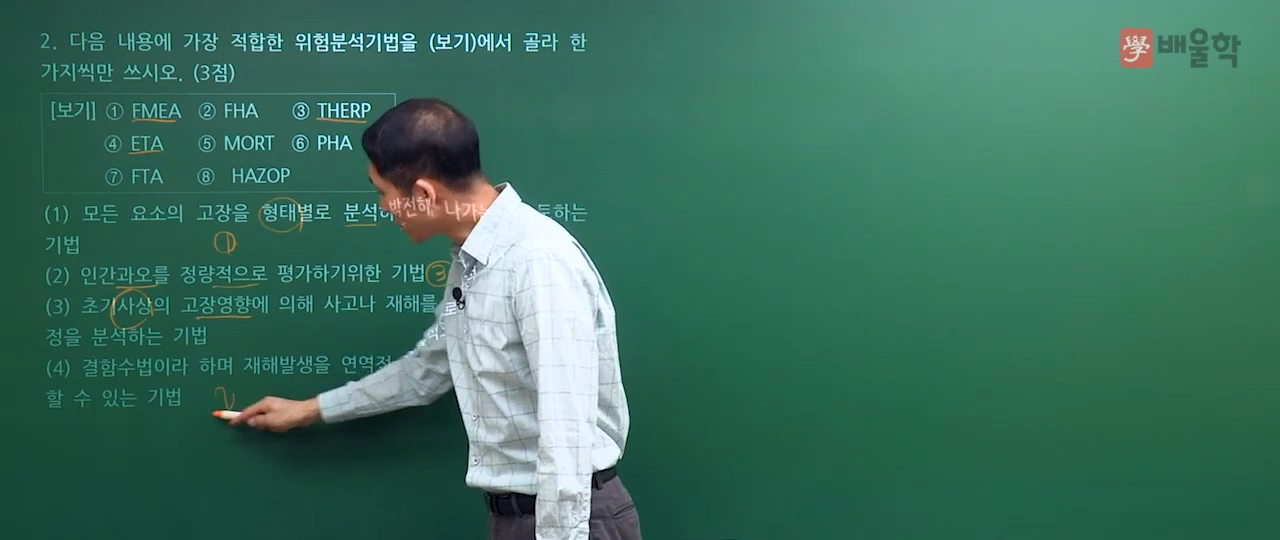 2. 다음 내용에 가장 적합한 위험분석기법을 (보기)에서 골라 한
가지씩만 쓰시오. (3점)
[보기] ① FMEA ② FHA ③ THERP
④ ETA ⑤ MORT ⑥ PHA
⑦ FTA ⑧ HAZOP
(1) 모든 요소의 고장을 형태별로 분석하
기법
①
(2) 인간과오를 정량적으로 평가하기위한 기법 ③
(3) 초기사상의 고장영향에 의해 사고나 재해를
정을 분석하는 기법
(4) 결함수법이라 하며 재해발생을 연역적
할 수 있는 기법
學 배울학